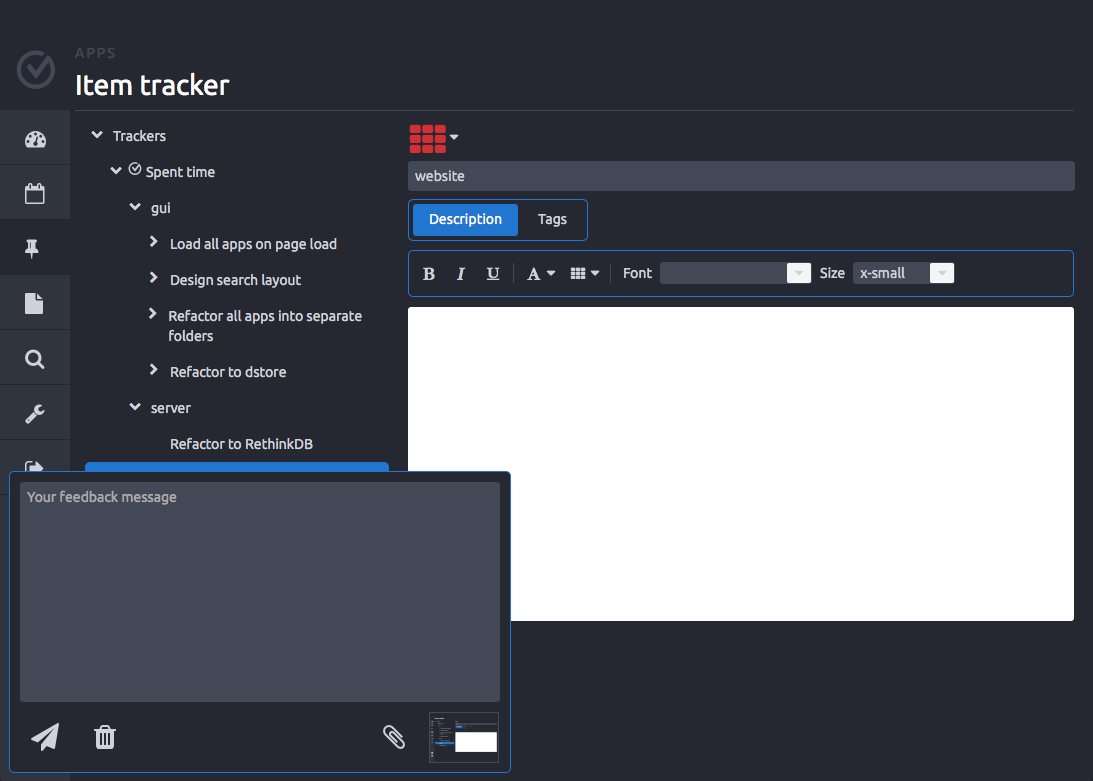 APPS
Item tracker
Trackers
Spent time
gui
Load all apps on page load
Design search layout
Refactor all apps into separate
folders
Refactor to dstore
server
Refactor to RethinkDB
website
Description Tags
B I U A Font Size x-small
Your feedback message